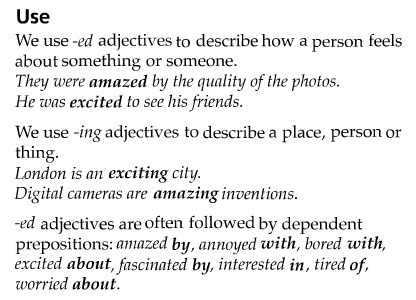 Use
We use -ed adjectives to describe how a person feels
about something or someone.
They were amazed by the quality of the photos.
He was excited to see his friends.
We use -ing adjectives to describe a place, person or
thing.
London is an exciting city.
Digital cameras are amazing inventions.
-ed adjectives are often followed by dependent
prepositions: amazed by, annoyed with, bored with,
excited about, fascinated by, interested in, tired of,
worried about.